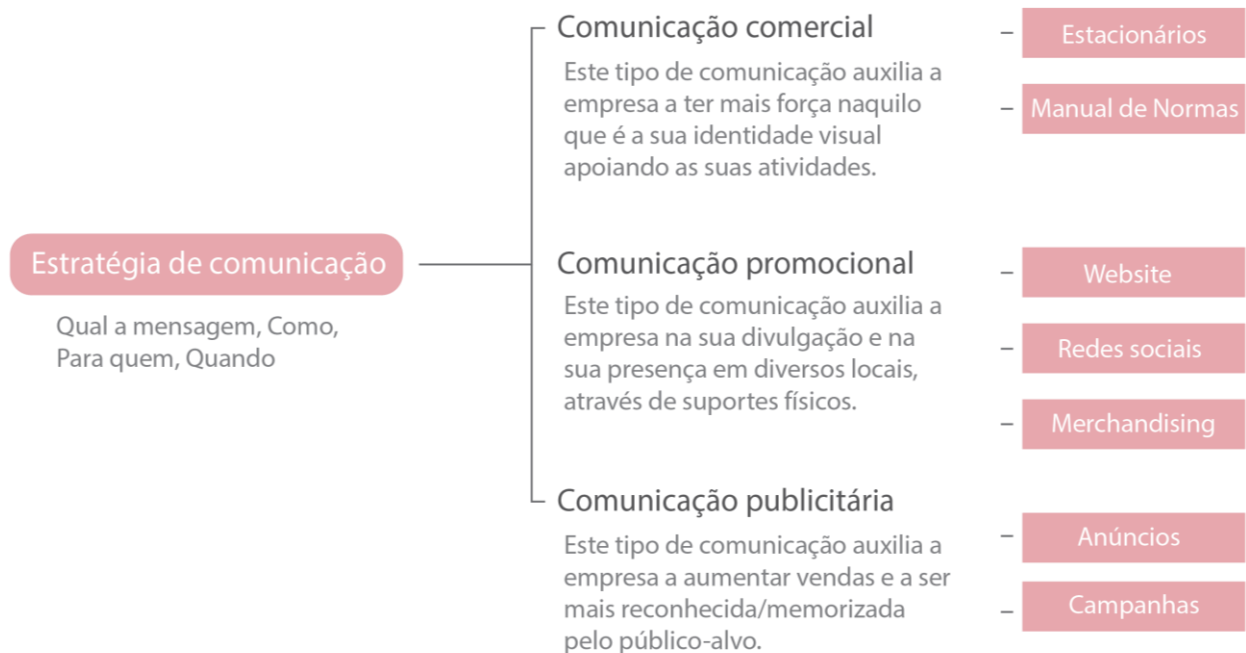 Estratégia de comunicação
Qual a mensagem, Como,
Para quem, Quando
Comunicação comercial
Este tipo de comunicação auxilia a
empresa a ter mais força naquilo
que é a sua identidade visual
apoiando as suas atividades.
– Estacionários
– Manual de Normas
Comunicação promocional
Este tipo de comunicação auxilia a
empresa na sua divulgação e na
sua presença em diversos locais,
através de suportes físicos.
– Website
– Redes sociais
– Merchandising
Comunicação publicitária
Este tipo de comunicação auxilia a
empresa a aumentar vendas e a ser
mais reconhecida/memorizada
pelo público-alvo.
– Anúncios
– Campanhas